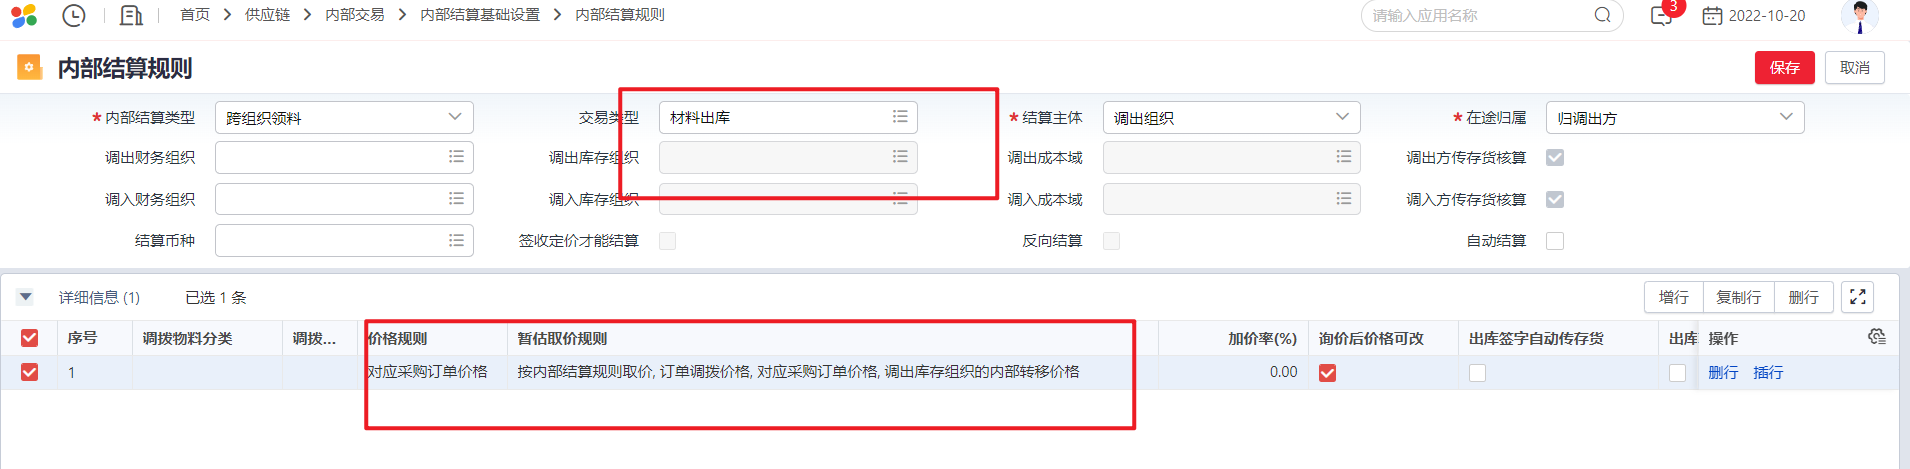 首页 > 供应链 > 内部交易 > 内部结算基础设置 > 内部结算规则 请输入应用名称 3 2022-10-20
内部结算规则 保存 取消
* 内部结算类型 跨组织领料 交易类型 材料出库 * 结算主体 调出组织 * 在途归属 归调出方
调出财务组织 调出库存组织 调出成本域 调出方传存货核算
调入财务组织 调入库存组织 调入成本域 调入方传存货核算
结算币种 签收定价才能结算 反向结算 自动结算
详细信息 (1) 已选 1 条 增行 复制行 删行
序号 调拨物料分类 调拨... 价格规则 暂估取价规则 加价率(%) 询价后价格可改 出库签字自动传存货 出库 操作
1 对应采购订单价格 按内部结算规则取价, 订单调拨价格, 对应采购订单价格, 调出库存组织的内部转移价格 0.00 删行 插行